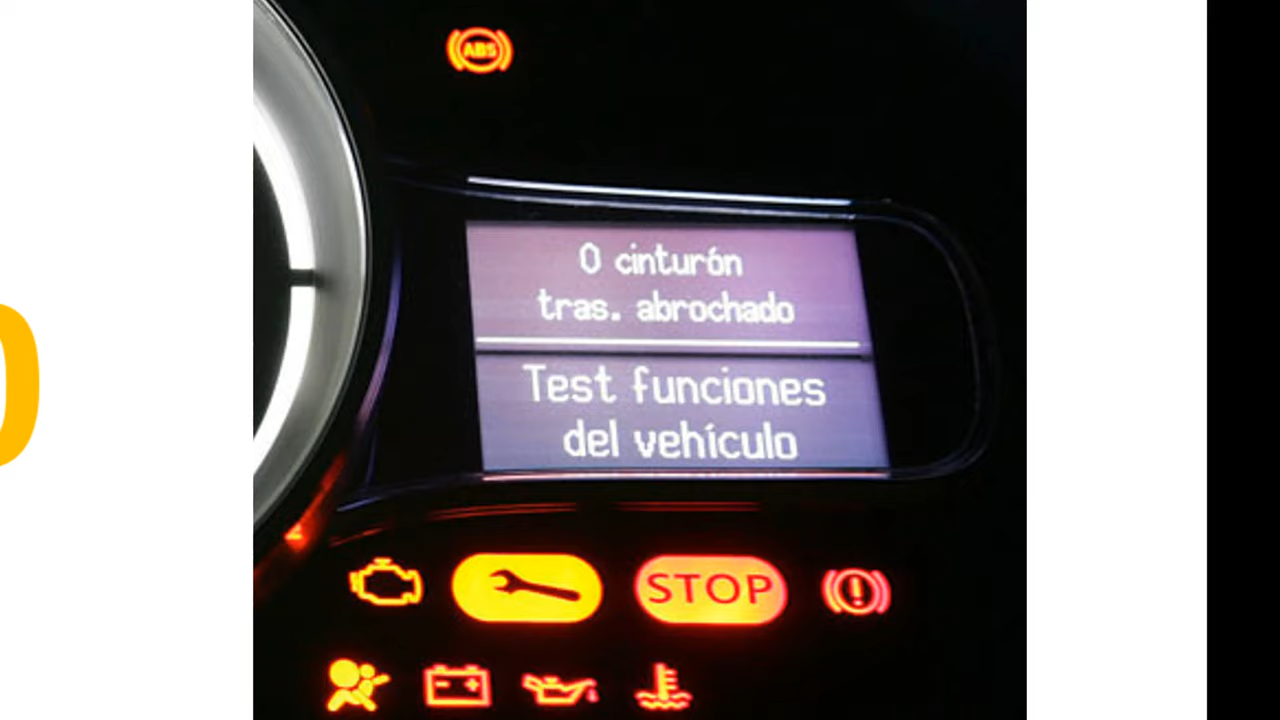 ABS
0 cinturón
tras. abrochado
Test funciones
del vehículo
STOP